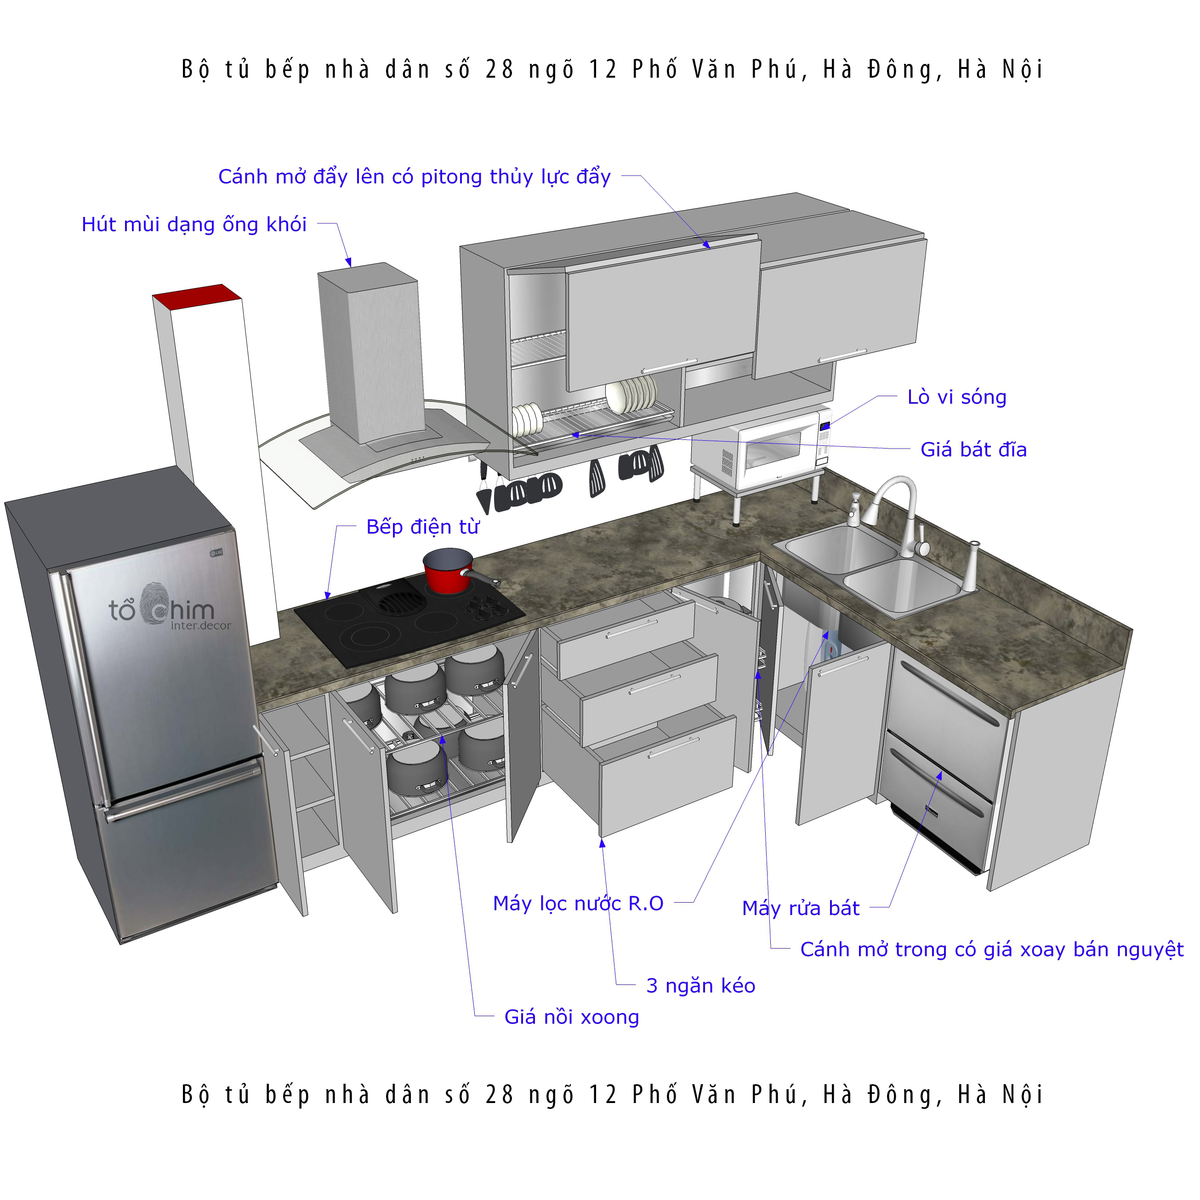 Bộ tủ bếp nhà dân số 28 ngõ 12 Phố Văn Phú, Hà Đông, Hà Nội
Cánh mở đẩy lên có pitong thủy lực đẩy
Hút mùi dạng ống khói
Lò vi sóng
Giá bát đĩa
Bếp điện từ
tổ chim
inter.decor
Máy lọc nước R.O
Máy rửa bát
Cánh mở trong có giá xoay bán nguyệt
3 ngăn kéo
Giá nồi xoong
Bộ tủ bếp nhà dân số 28 ngõ 12 Phố Văn Phú, Hà Đông, Hà Nội